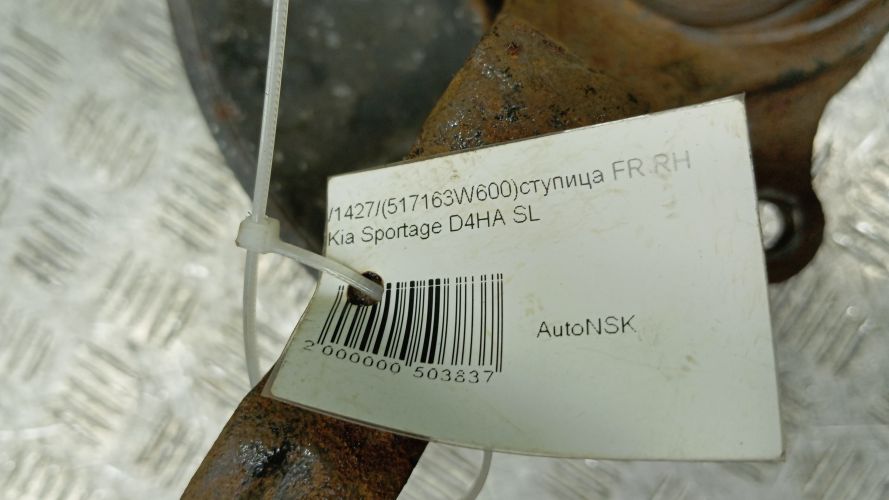 /1427/(517163W600)ступица FR RH
Kia Sportage D4HA SL
AutoNSK
2 000000 503837